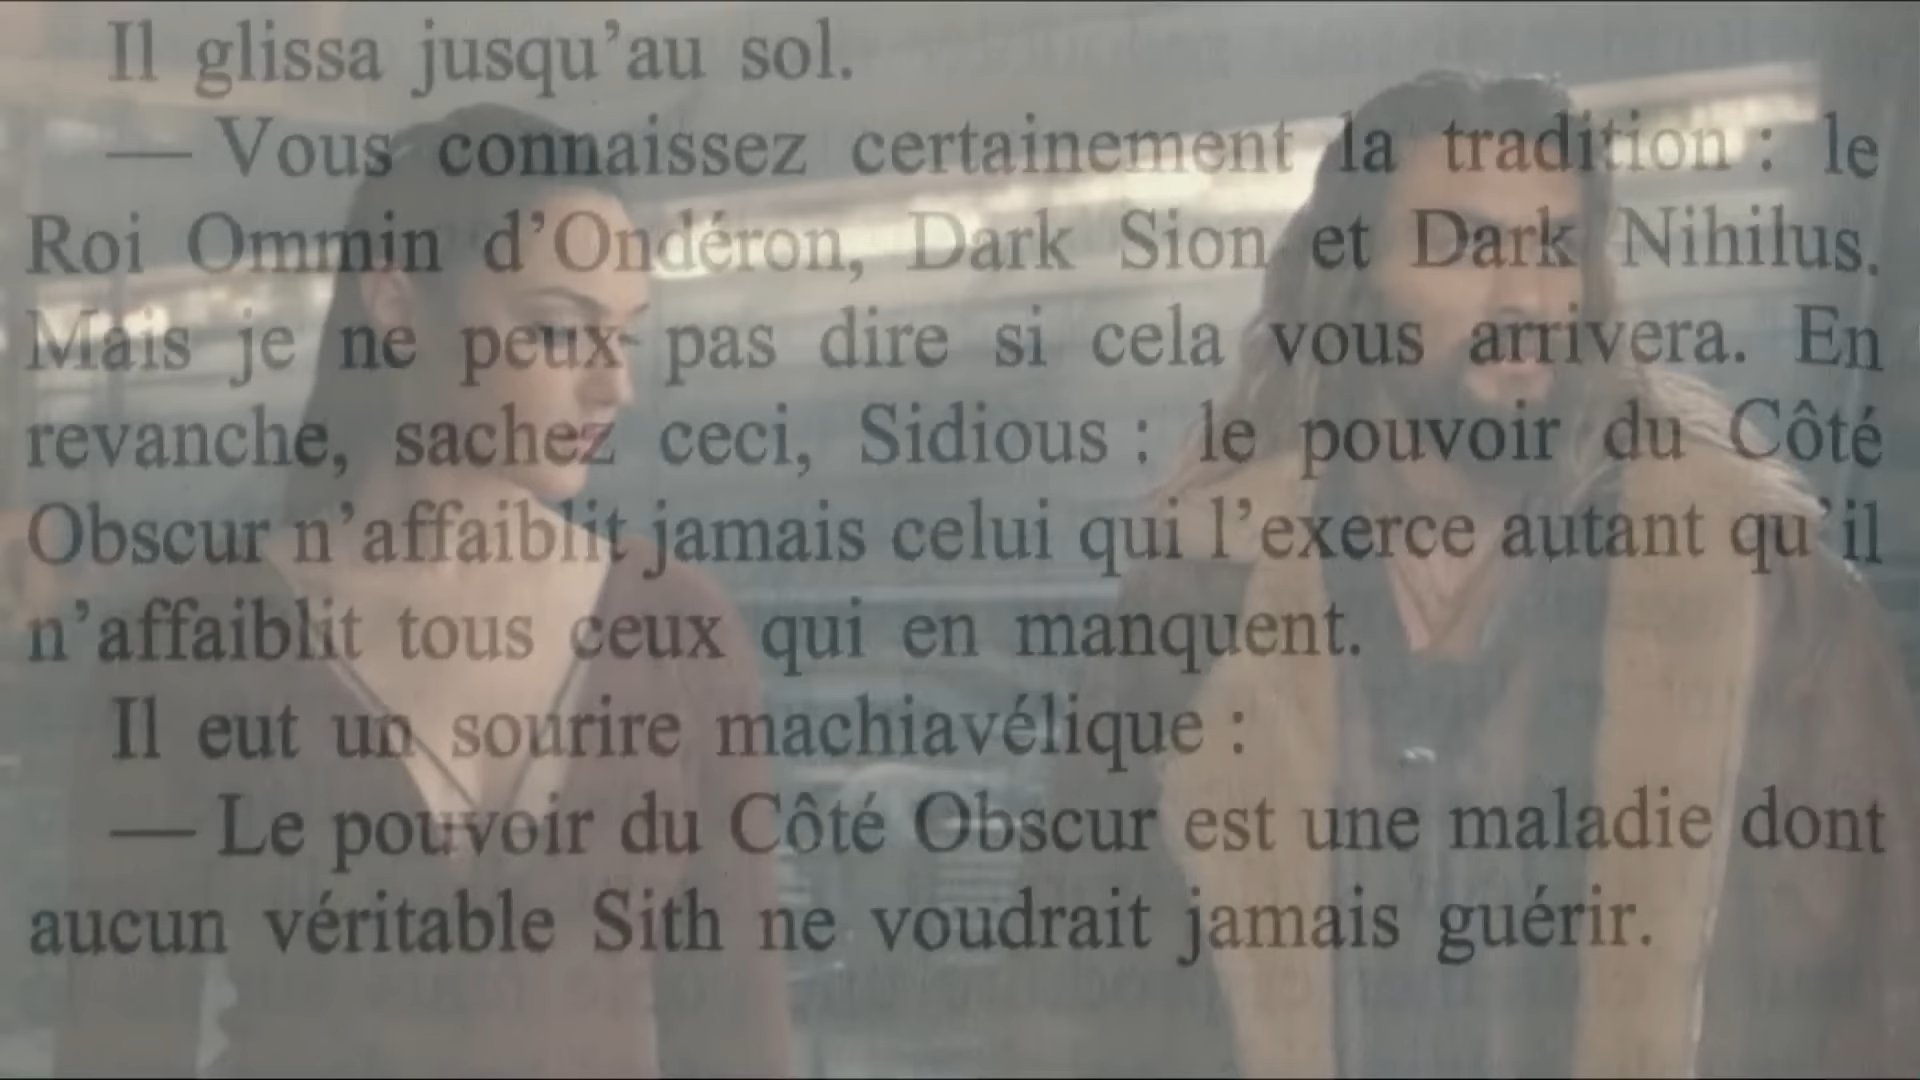 Il glissa jusqu'au sol.
— Vous connaissez certainement la tradition : le
Roi Ommin d'Ondéron, Dark Sion et Dark Nihilus.
Mais je ne peux pas dire si cela vous arrivera. En
revanche, sachez ceci, Sidious : le pouvoir du Côté
Obscur n'affaiblit jamais celui qui l'exerce autant qu'il
n'affaiblit tous ceux qui en manquent.
Il eut un sourire machiavélique :
— Le pouvoir du Côté Obscur est une maladie dont
aucun véritable Sith ne voudrait jamais guérir.